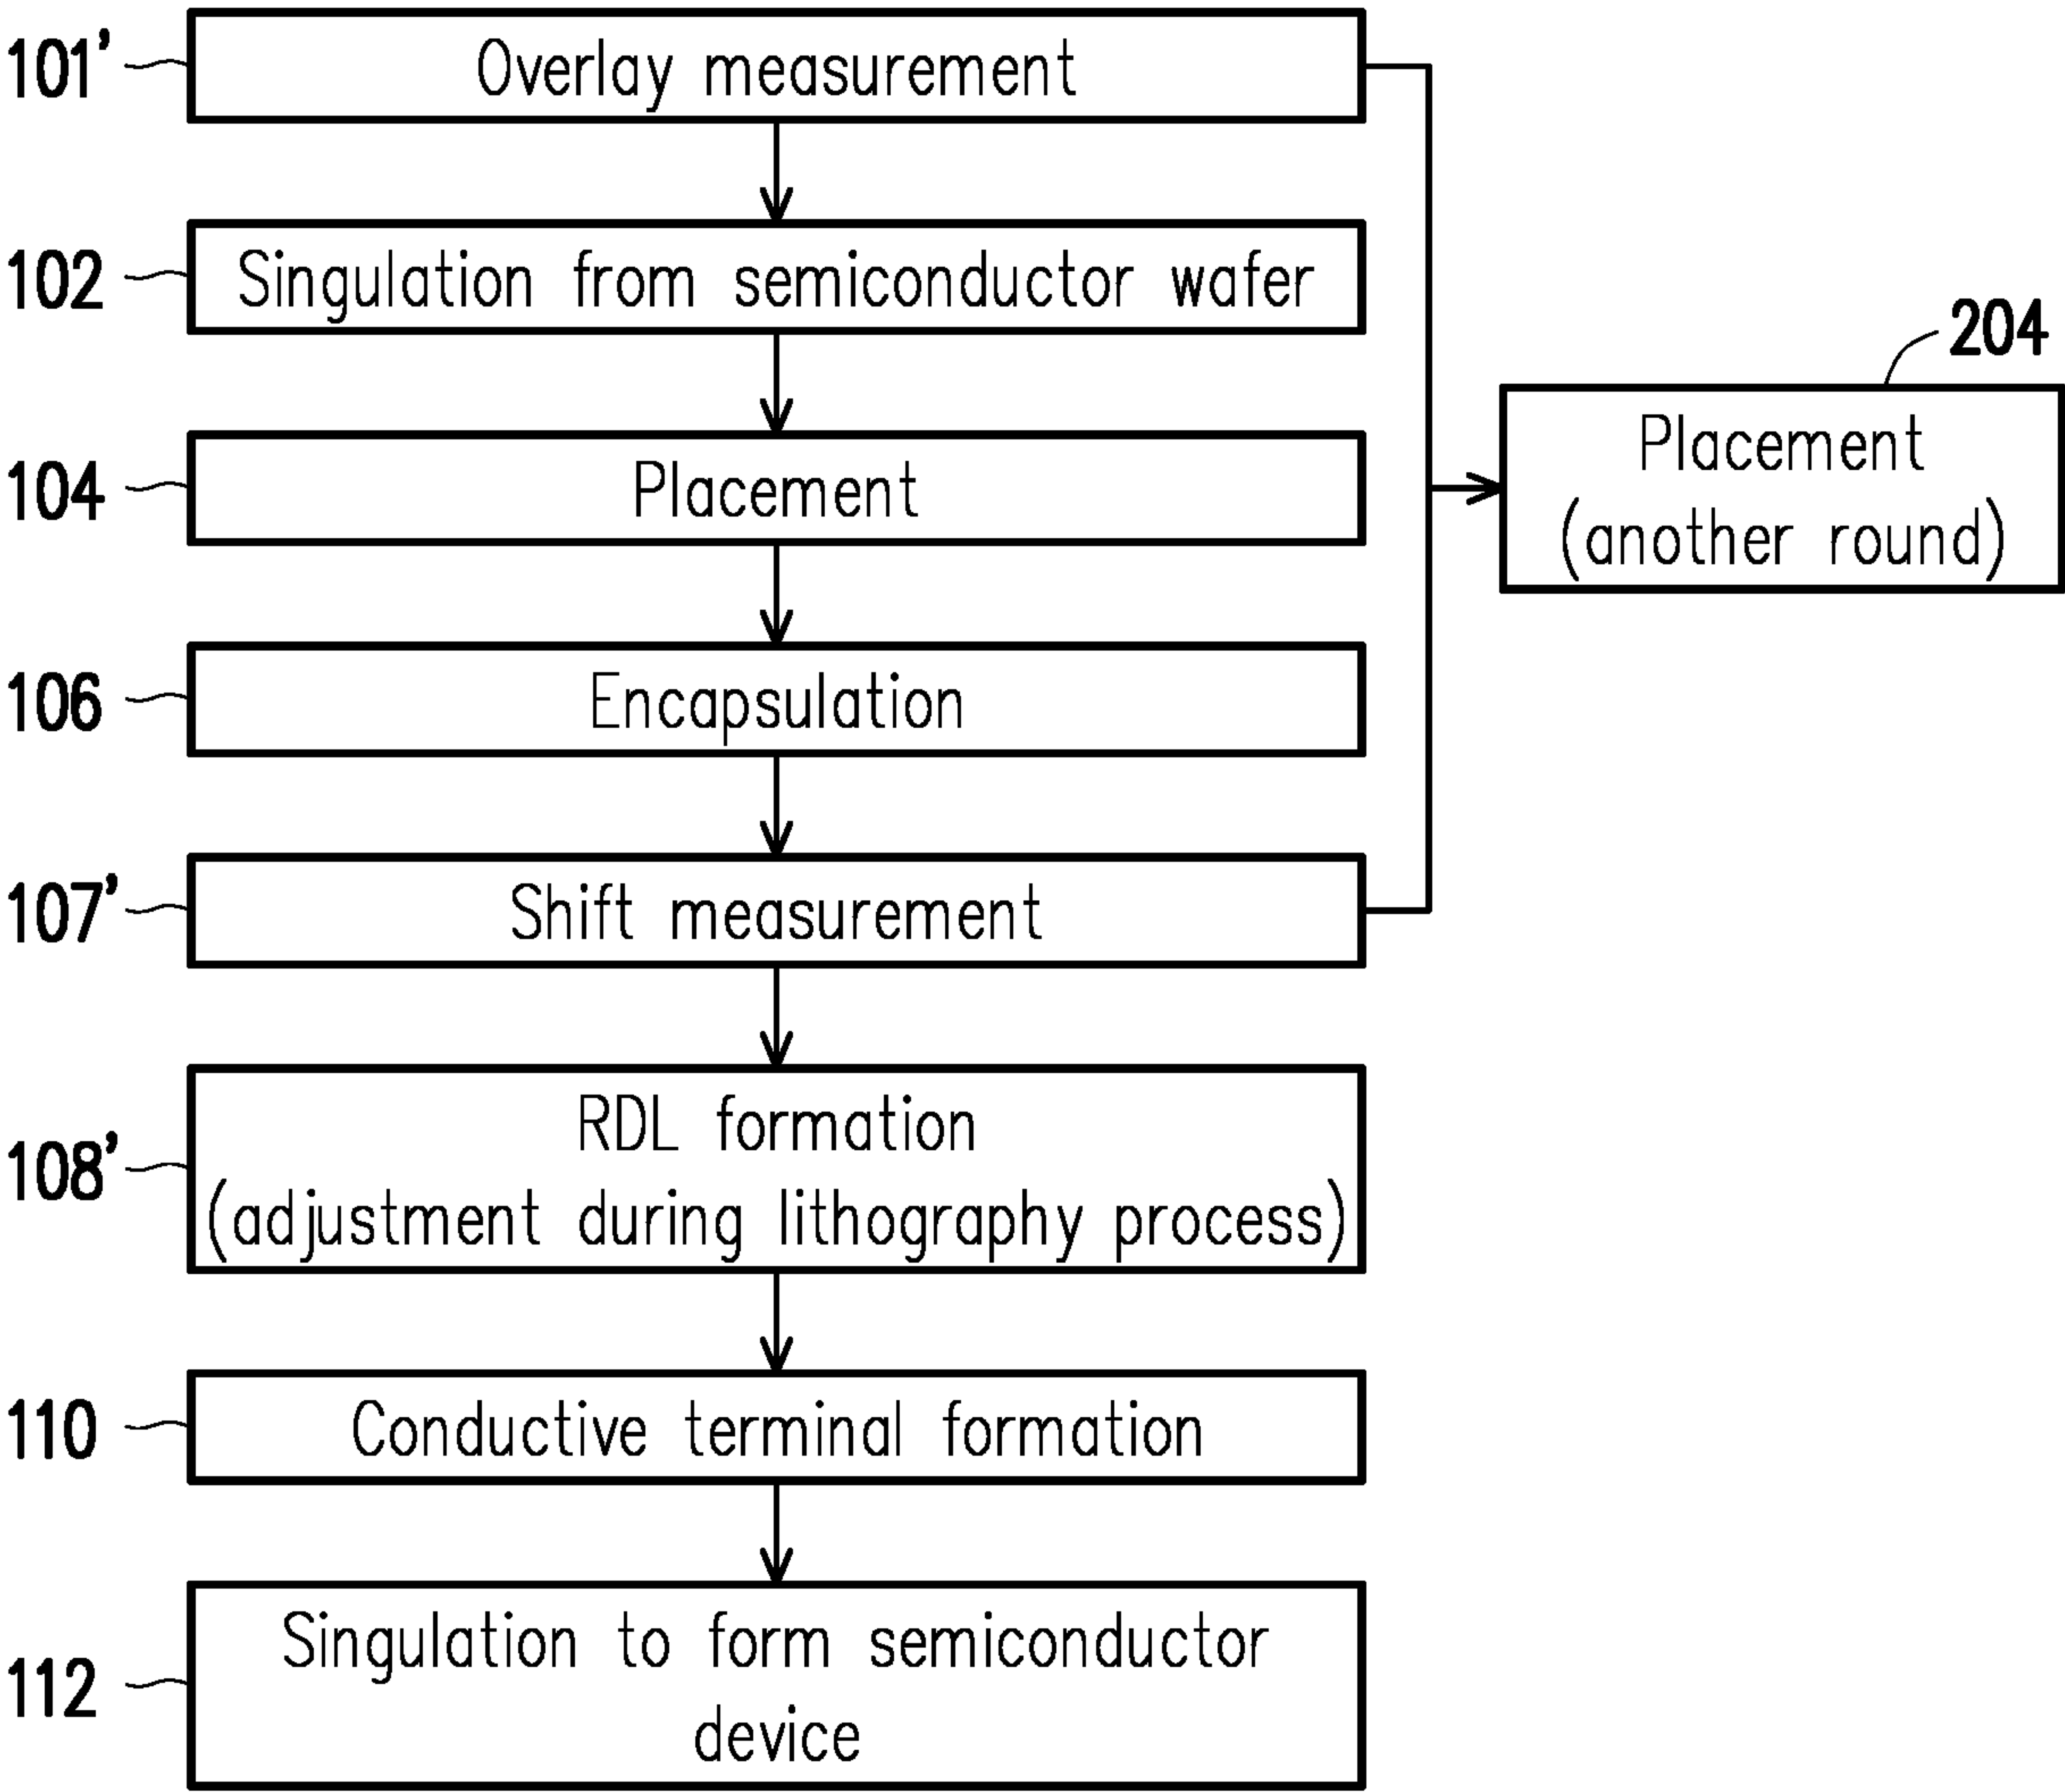 101' Overlay measurement
102 Singulation from semiconductor wafer
204
104 Placement
Placement
(another round)
106 Encapsulation
107' Shift measurement
108' RDL formation
(adjustment during lithography process)
110 Conductive terminal formation
112 Singulation to form semiconductor
device